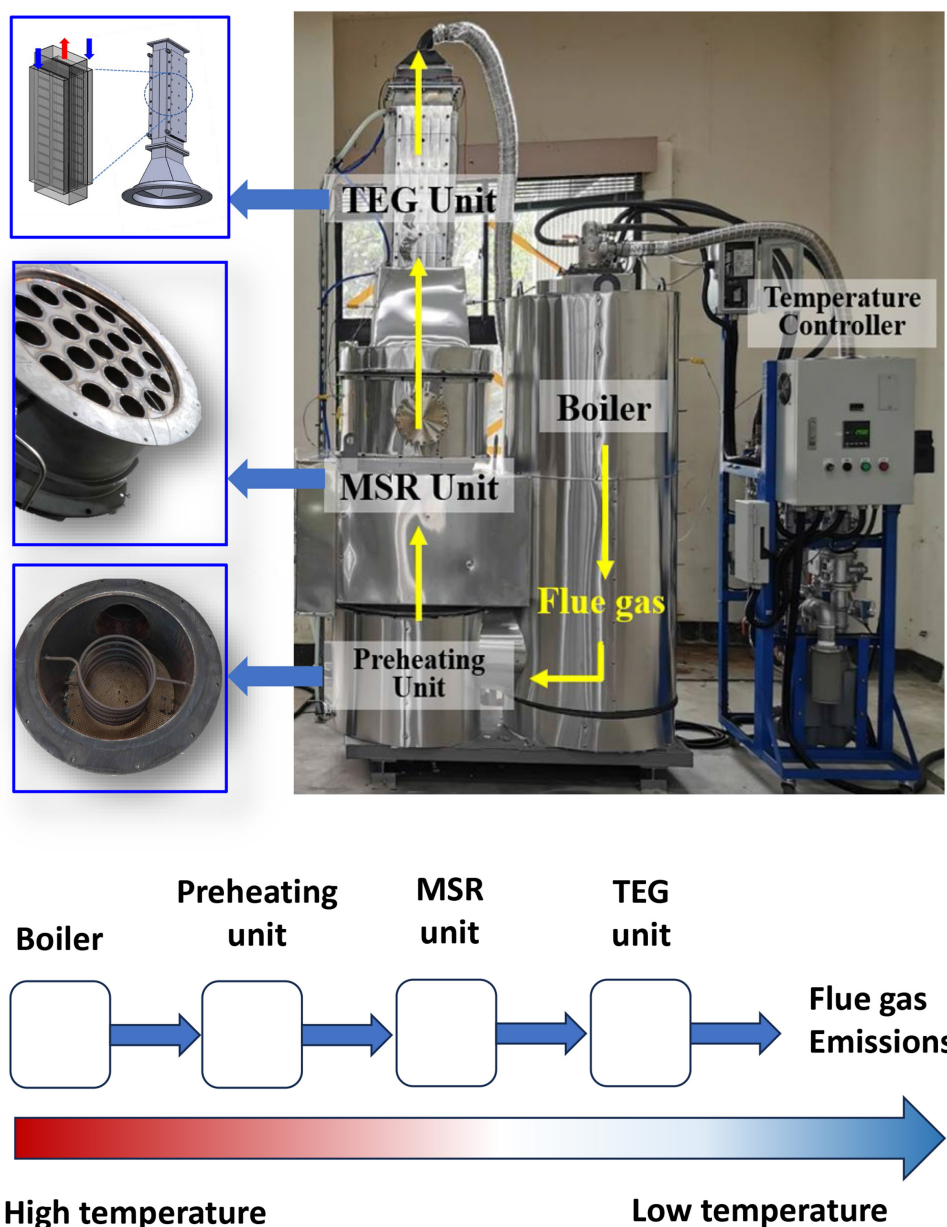 TEG Unit
Temperature
Controller
Boiler
MSR Unit
Flue gas
Preheating
Unit
Boiler
Preheating
unit
MSR
unit
TEG
unit
Flue gas
Emissions
High temperature
Low temperature